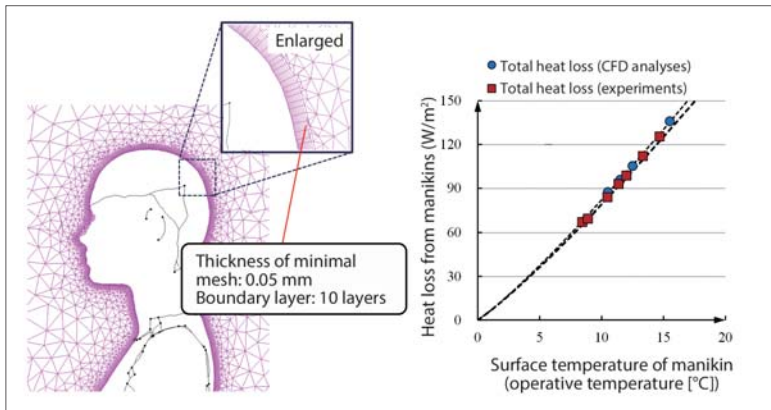 Enlarged
Thickness of minimal
mesh: 0.05 mm
Boundary layer: 10 layers
Total heat loss (CFD analyses)
Total heat loss (experiments)
Heat loss from manikins (W/m²)
150
120
90
60
30
0
0
5
10
15
20
Surface temperature of manikin
(operative temperature [°C])